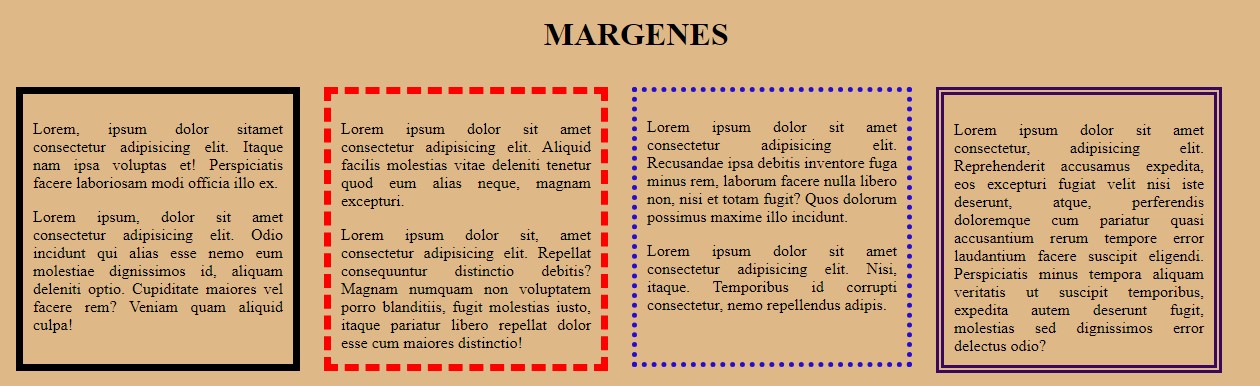 MARGENES
Lorem, ipsum dolor sitamet
consectetur adipisicing elit. Itaque
nam ipsa voluptas et! Perspiciatis
facere laboriosam modi officia illo ex.
Lorem ipsum, dolor sit amet
consectetur adipisicing elit. Odio
incidunt qui alias esse nemo eum
molestiae dignissimos id, aliquam
deleniti optio. Cupiditate maiores vel
facere rem? Veniam quam aliquid
culpa!
Lorem ipsum dolor sit amet
consectetur adipisicing elit. Aliquid
facilis molestias vitae deleniti tenetur
quod eum alias neque, magnam
excepturi.
Lorem ipsum dolor sit, amet
consectetur adipisicing elit. Repellat
consequuntur distinctio debitis?
Magnam numquam non voluptatem
porro blanditiis, fugit molestias iusto,
itaque pariatur libero repellat dolor
esse cum maiores distinctio!
Lorem ipsum dolor sit amet
consectetur adipisicing elit.
Recusandae ipsa debitis inventore fuga
minus rem, laborum facere nulla libero
non, nisi et totam fugit? Quos dolorum
possimus maxime illo incidunt.
Lorem ipsum dolor sit amet
consectetur adipisicing elit. Nisi,
itaque. Temporibus id corrupti
consectetur, nemo repellendus adipis.
Lorem ipsum dolor sit amet
consectetur, adipisicing elit.
Reprehenderit accusamus expedita,
eos excepturi fugiat velit nisi iste
deserunt, atque, perferendis
doloremque cum pariatur quasi
accusantium rerum tempore error
laudantium facere suscipit eligendi.
Perspiciatis minus tempora aliquam
veritatis ut suscipit temporibus,
expedita autem deserunt fugit,
molestias sed dignissimos error
delectus odio?